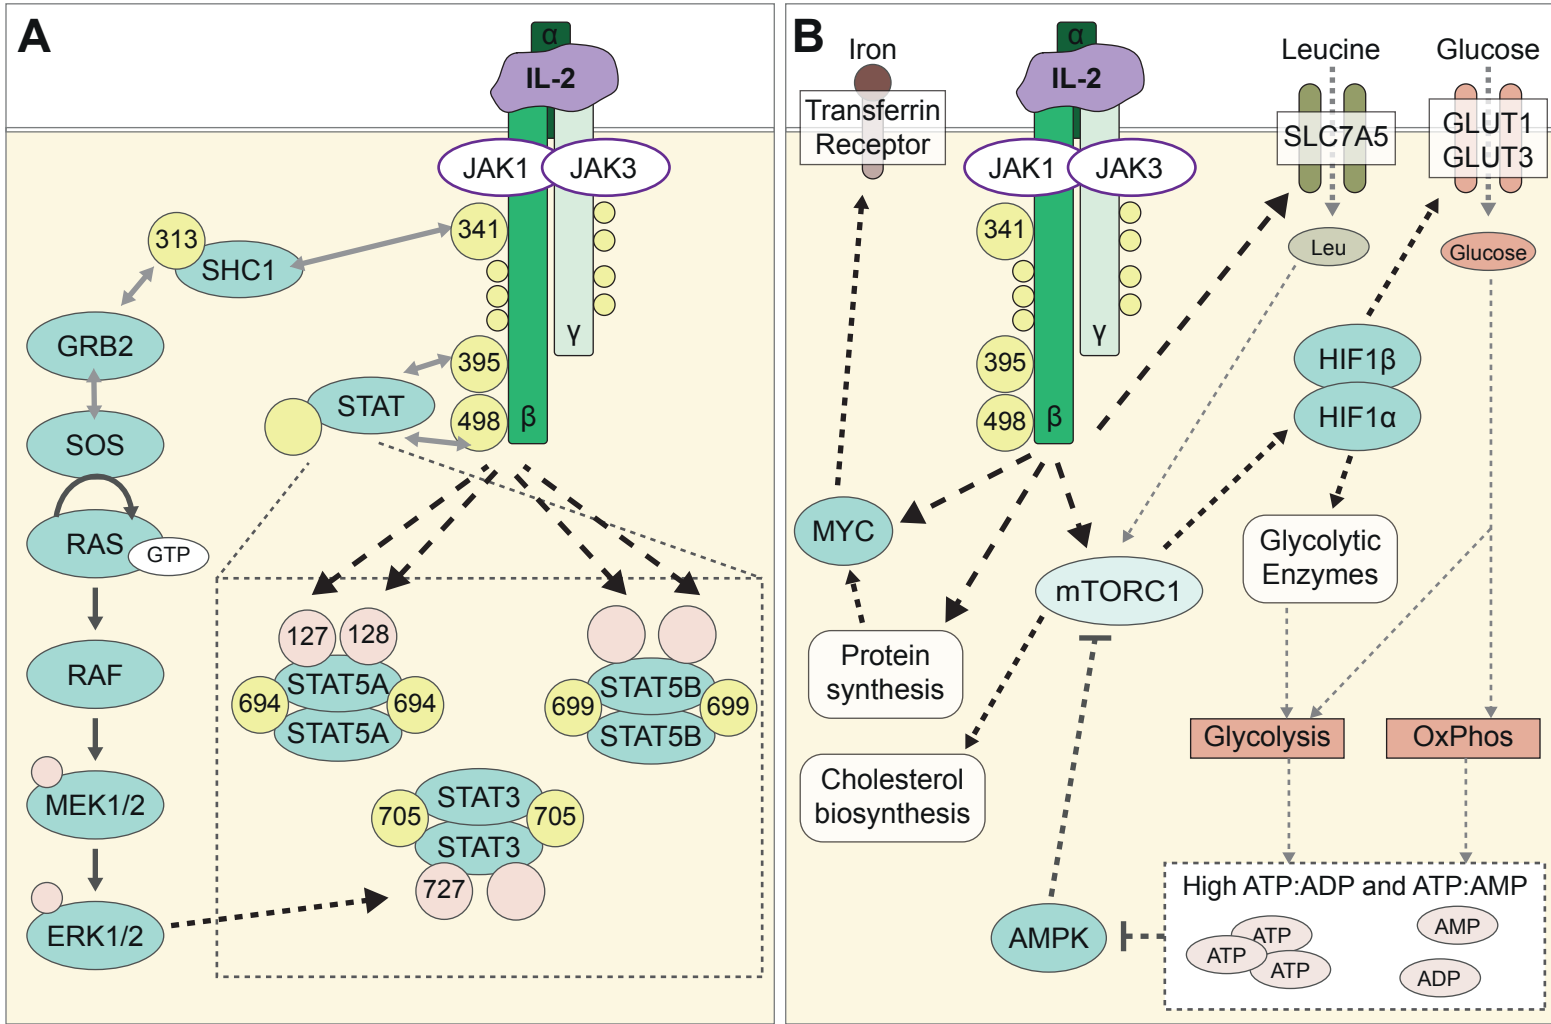 A
α
IL-2
JAK1
JAK3
313
SHC1
341
GRB2
γ
395
STAT
498
β
SOS
RAS
GTP
127
128
STAT5A
694
694
STAT5A
STAT5B
699
699
STAT5B
RAF
MEK1/2
STAT3
705
705
STAT3
727
ERK1/2
B
Iron
Transferrin
Receptor
α
IL-2
JAK1
JAK3
341
γ
395
498
β
Leucine
SLC7A5
Leu
Glucose
GLUT1
GLUT3
Glucose
HIF1β
HIF1α
MYC
mTORC1
Glycolytic
Enzymes
Protein
synthesis
Cholesterol
biosynthesis
Glycolysis
OxPhos
AMPK
High ATP:ADP and ATP:AMP
ATP
ATP
ATP
AMP
ADP